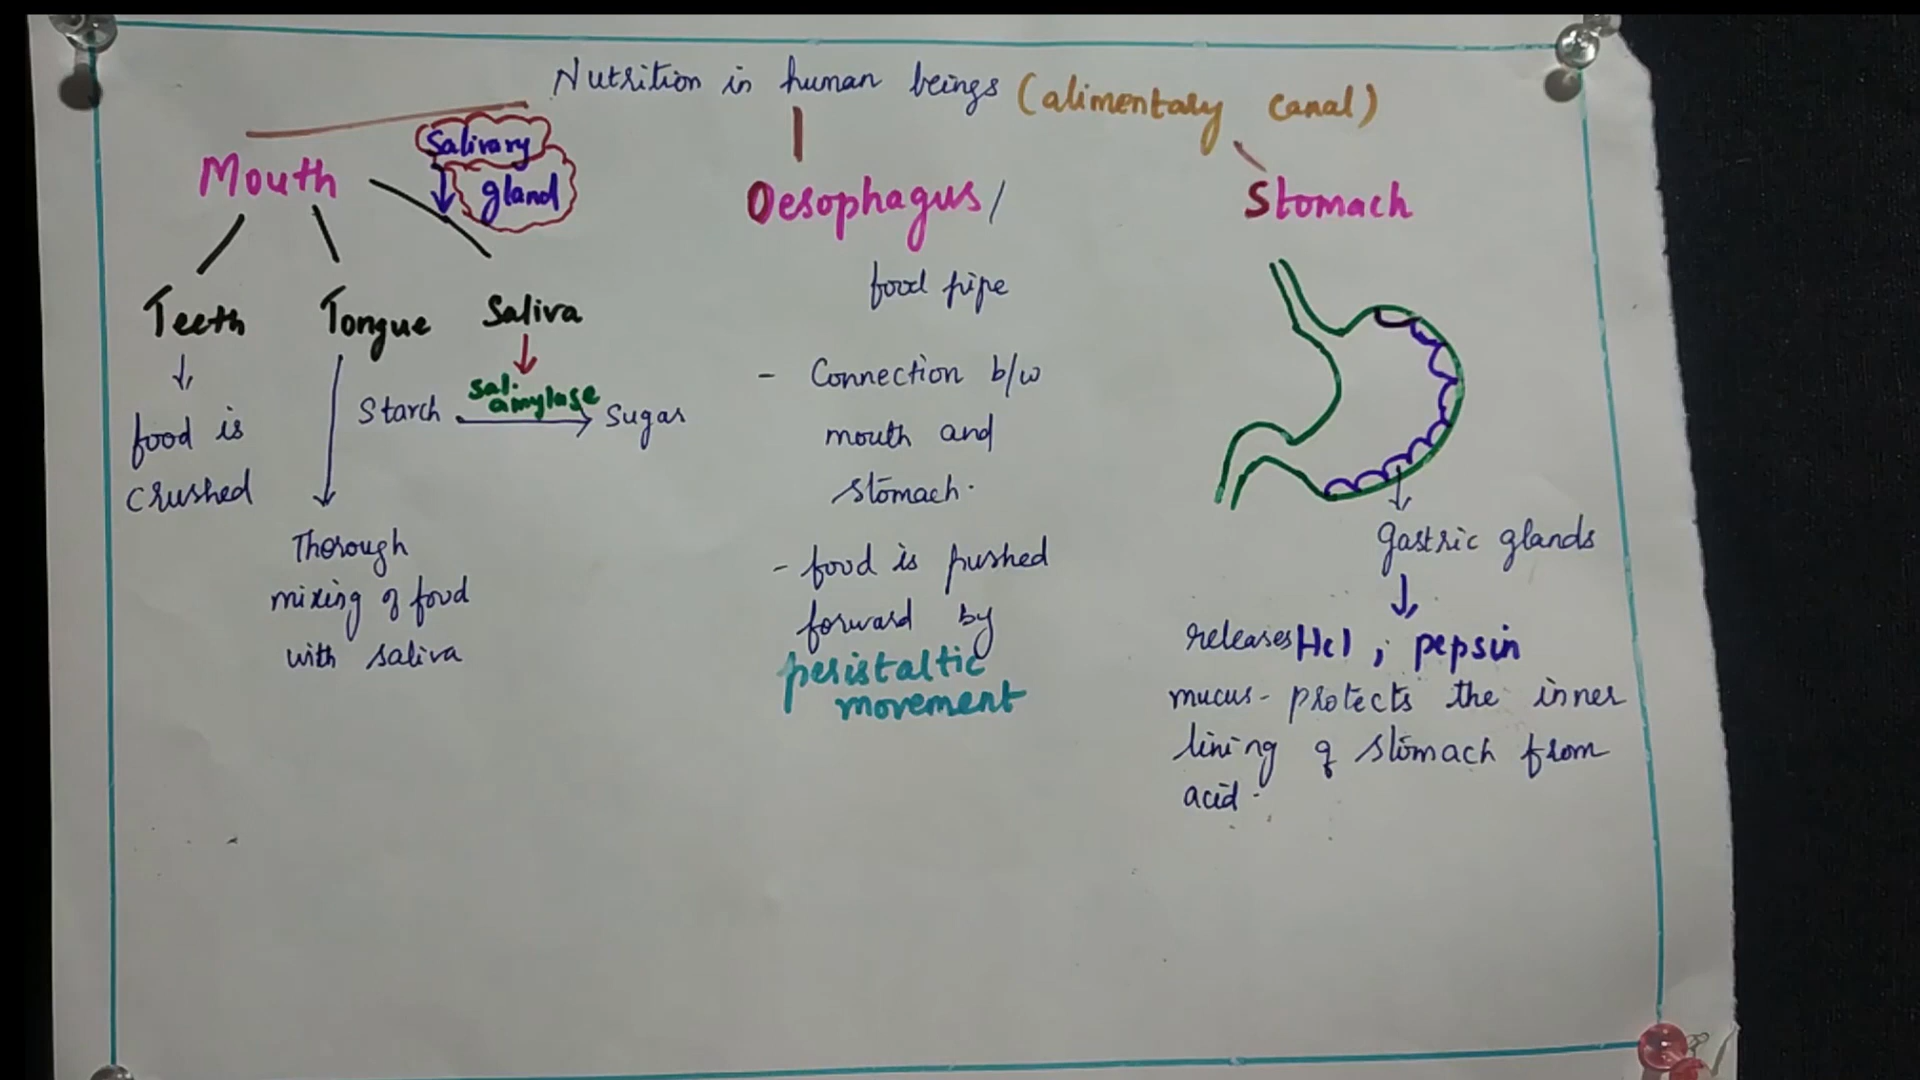 Nutrition in human beings (alimentary canal)
Mouth
Salivary
gland
Teeth
food is
crushed
Tongue
Thorough
mixing of food
with saliva
Saliva
Starch sali. amylase Sugar
Oesophagus/
food pipe
- Connection b/w
mouth and
stomach.
- food is pushed
forward by
peristaltic
movement
Stomach
gastric glands
releases Hcl, pepsin
mucus - protects the inner
lining of stomach from
acid.